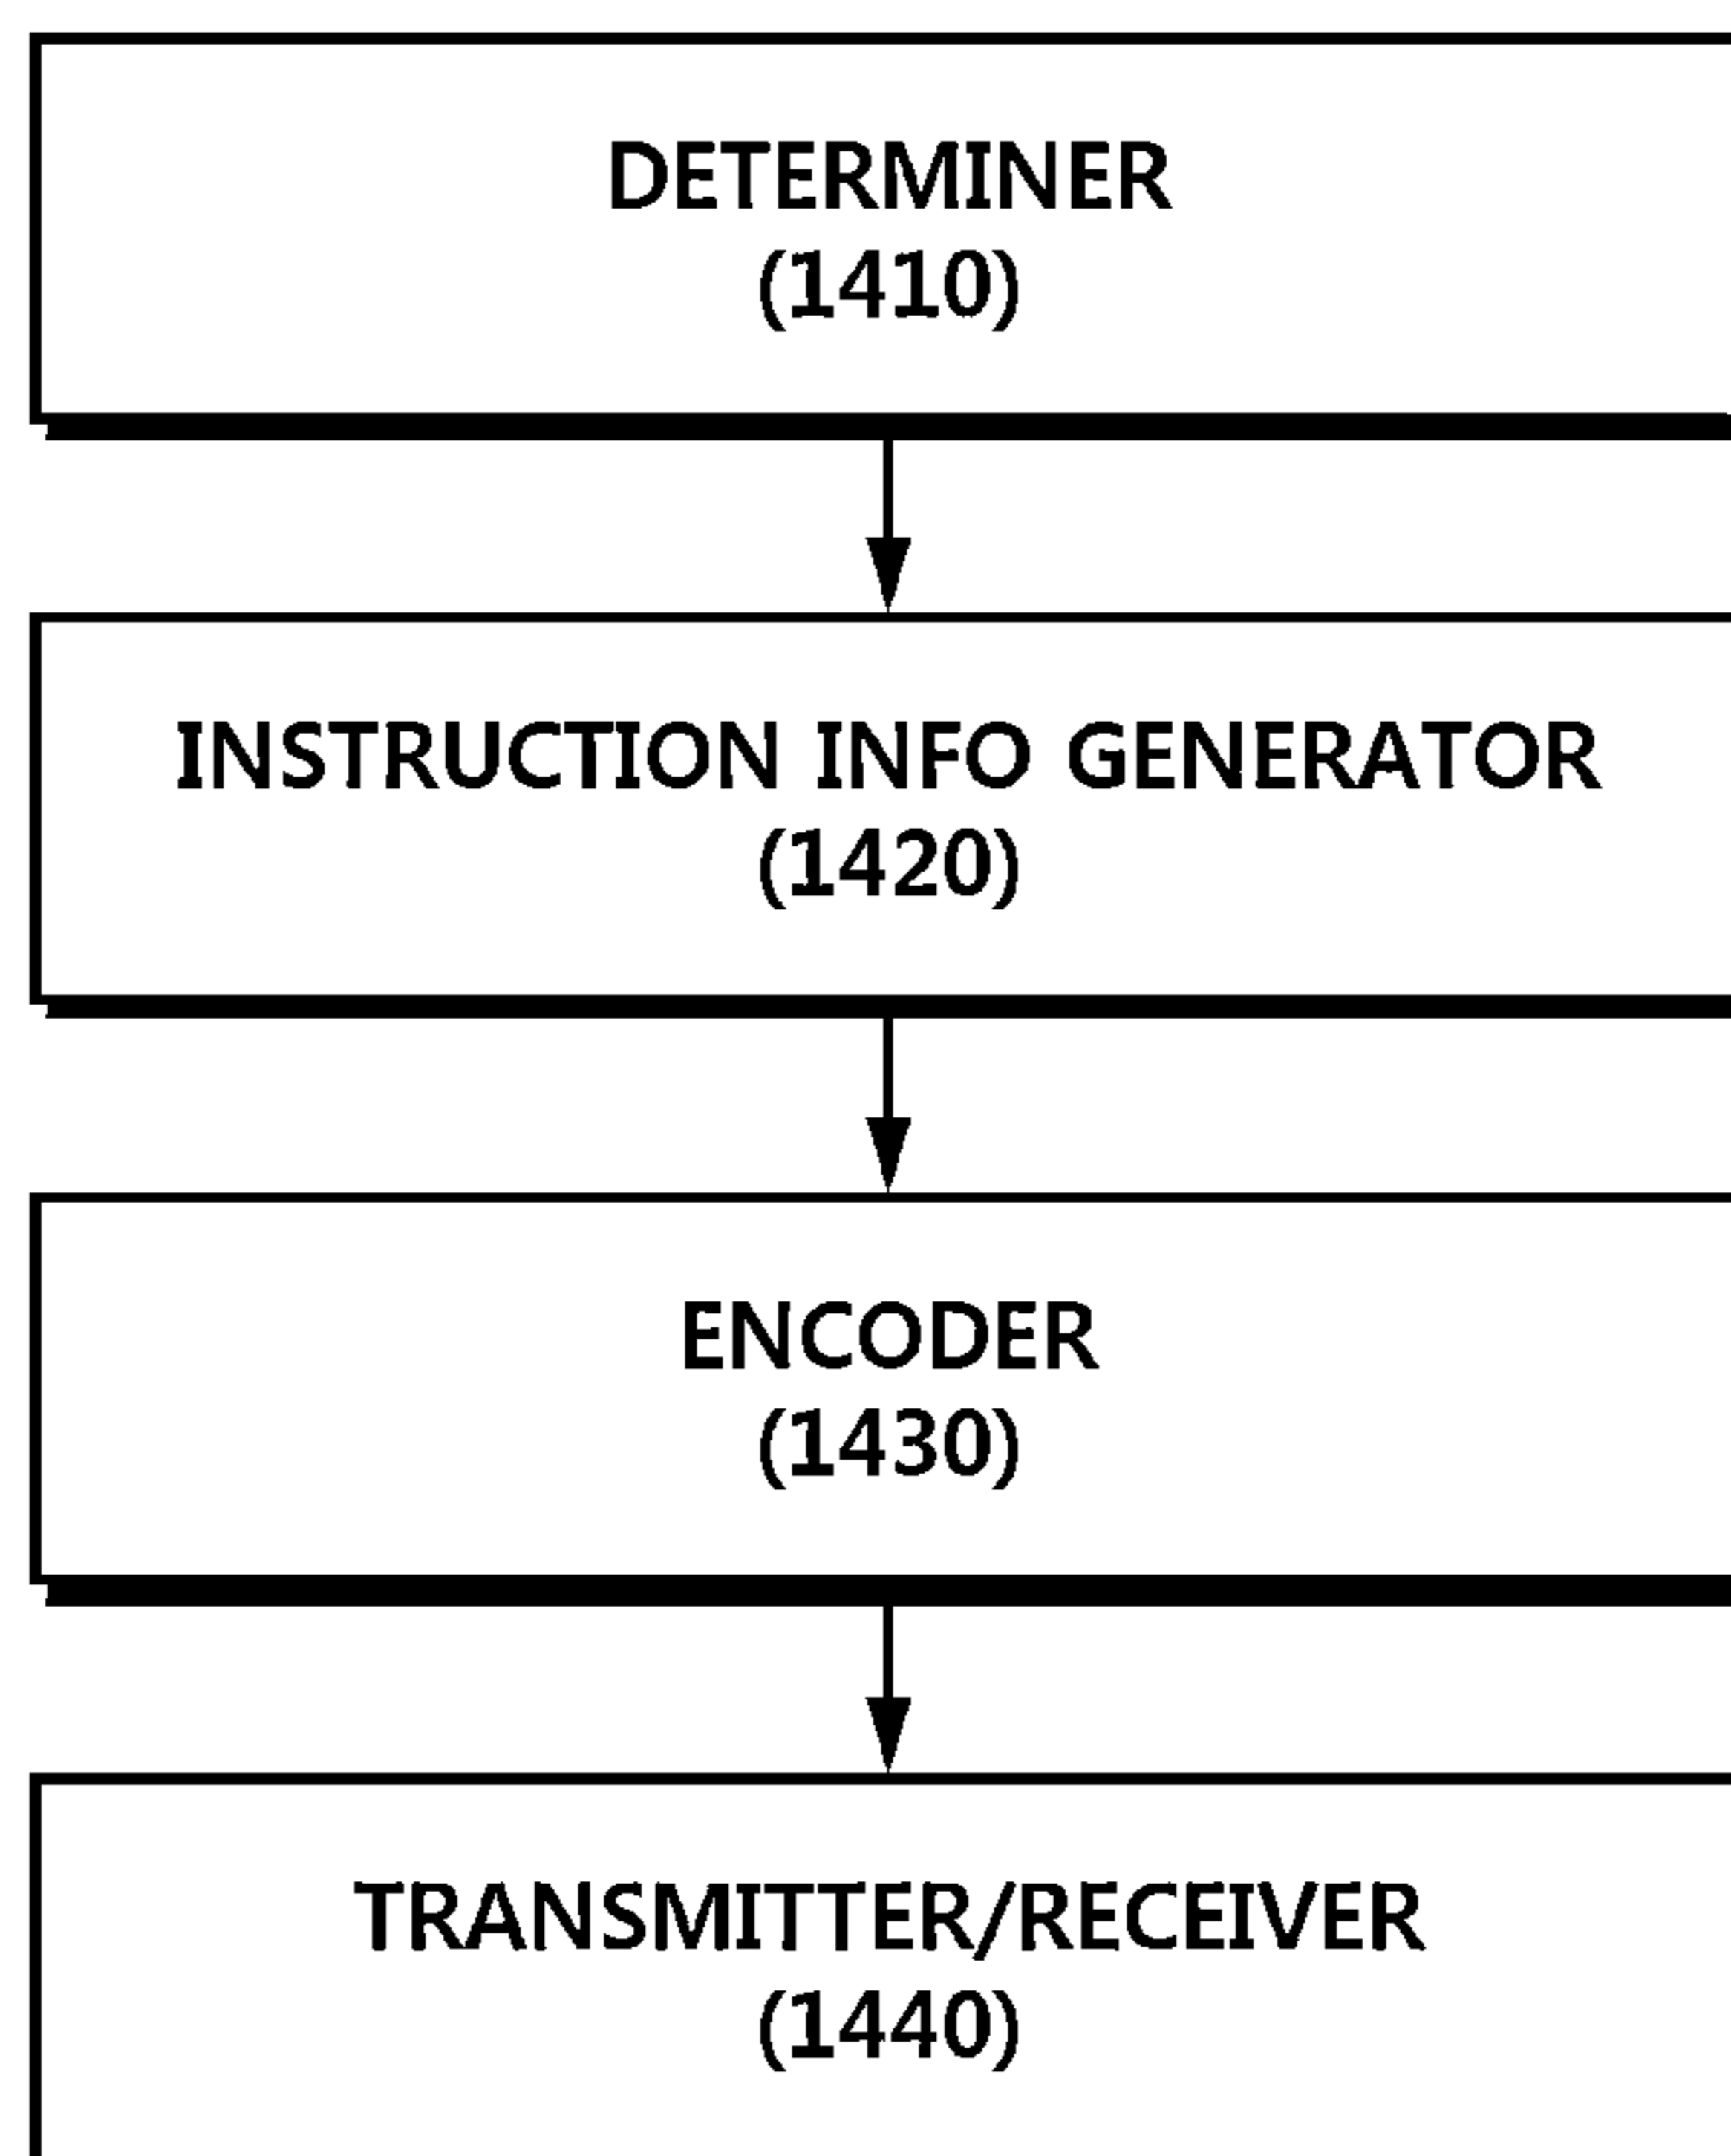 DETERMINER
(1410)
INSTRUCTION INFO GENERATOR
(1420)
ENCODER
(1430)
TRANSMITTER/RECEIVER
(1440)